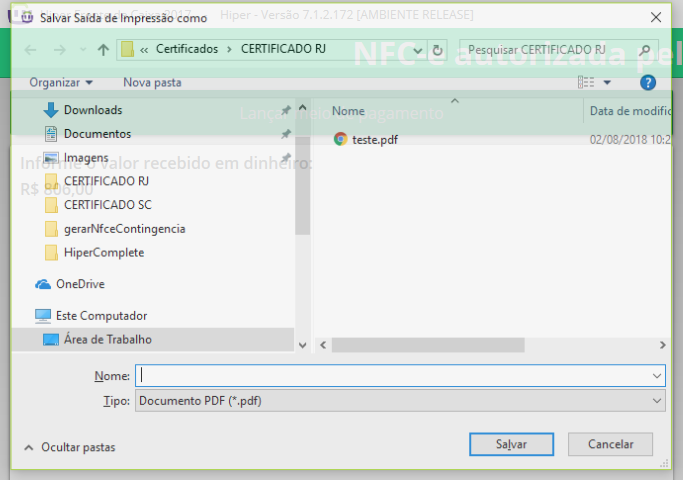 Salvar Saída de Impressão como
Hiper - Versão 7.1.2.172 [AMBIENTE RELEASE]
« Certificados › CERTIFICADO RJ
Pesquisar CERTIFICADO RJ
NFC-e autorizada pel
Organizar
Nova pasta
Lançar
pagamento
Downloads
Documentos
Imagens
CERTIFICADO RJ
CERTIFICADO SC
gerarNfceContingencia
HiperComplete
OneDrive
Este Computador
Área de Trabalho
Nome
Data de modific
teste.pdf
02/08/2018 10:2
Informe o valor recebido em dinheiro:
R$ 806,00
Nome:
Tipo:
Documento PDF (*.pdf)
Ocultar pastas
Salvar
Cancelar